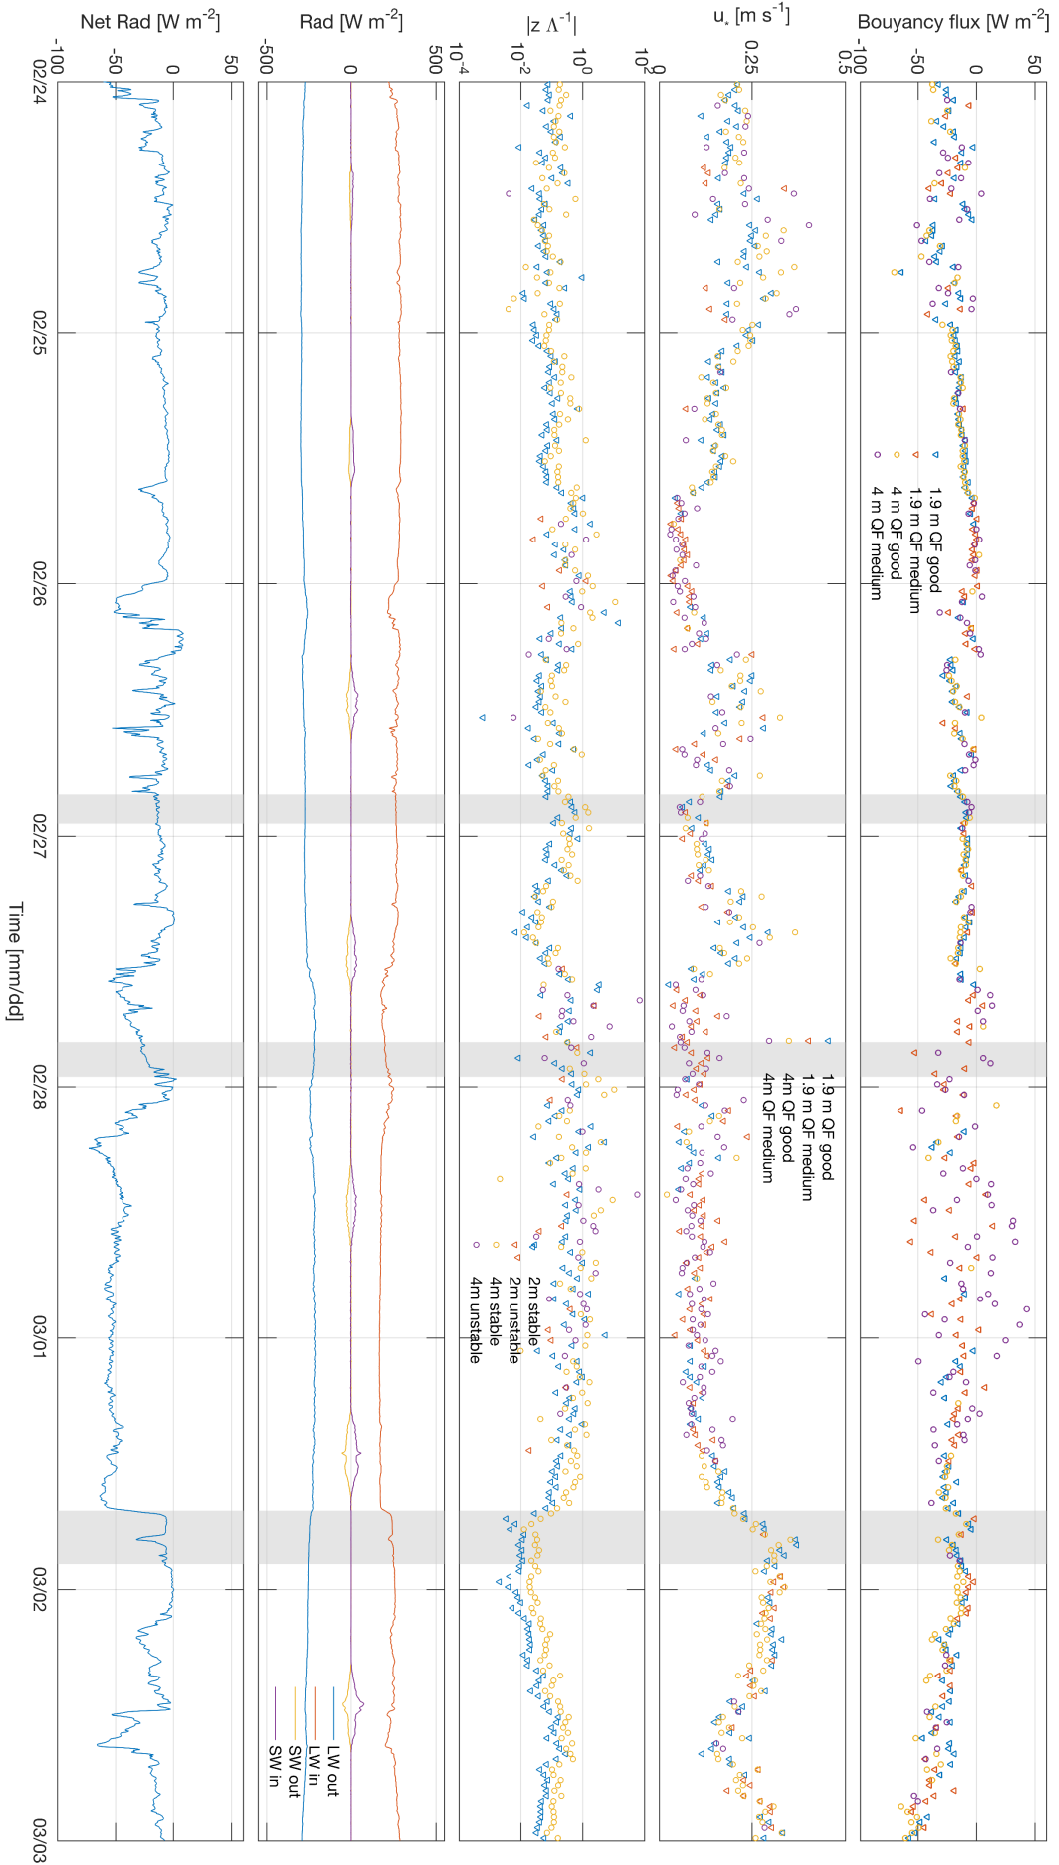 Bouyancy flux [W m⁻²]
50
0
-50
-100
1.9 m QF good
1.9 m QF medium
4 m QF good
4 m QF medium
u* [m s⁻¹]
0.5
0.25
0
1.9 m QF good
1.9 m QF medium
4m QF good
4m QF medium
|z Λ⁻¹|
10²
10⁰
10⁻²
10⁻⁴
2m stable
2m unstable
4m stable
4m unstable
Rad [W m⁻²]
500
0
-500
LW out
LW in
SW out
SW in
Net Rad [W m⁻²]
50
0
-50
-100
02/24
02/25
02/26
02/27
02/28
03/01
03/02
03/03
Time [mm/dd]